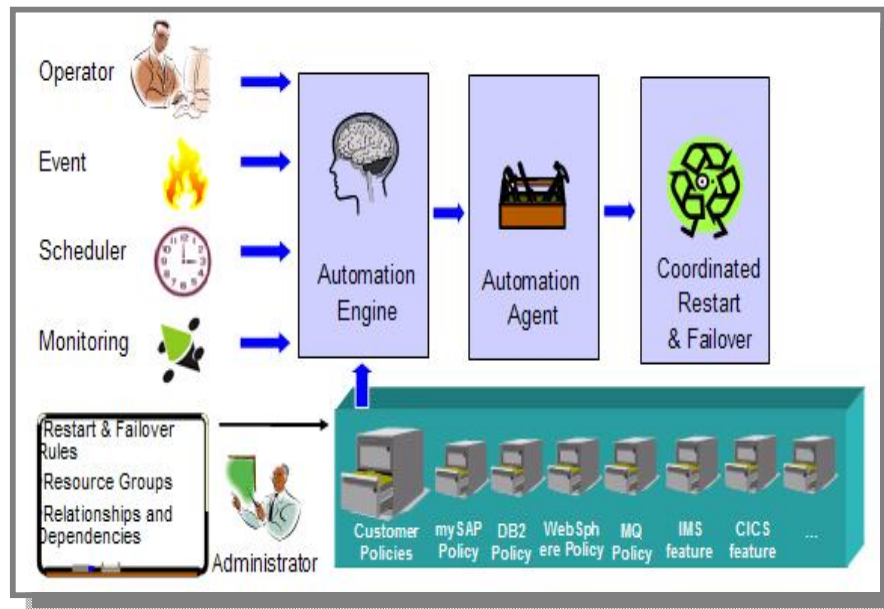 Operator
Event
Scheduler
Monitoring
Automation
Engine
Automation
Agent
Coordinated
Restart
& Failover
Restart & Failover
Rules
Resource Groups
Relationships and
Dependencies
Administrator
Customer
Policies
mySAP
Policy
DB2
Policy
WebSph
ere Policy
MQ
Policy
IMS
feature
CICS
feature
...